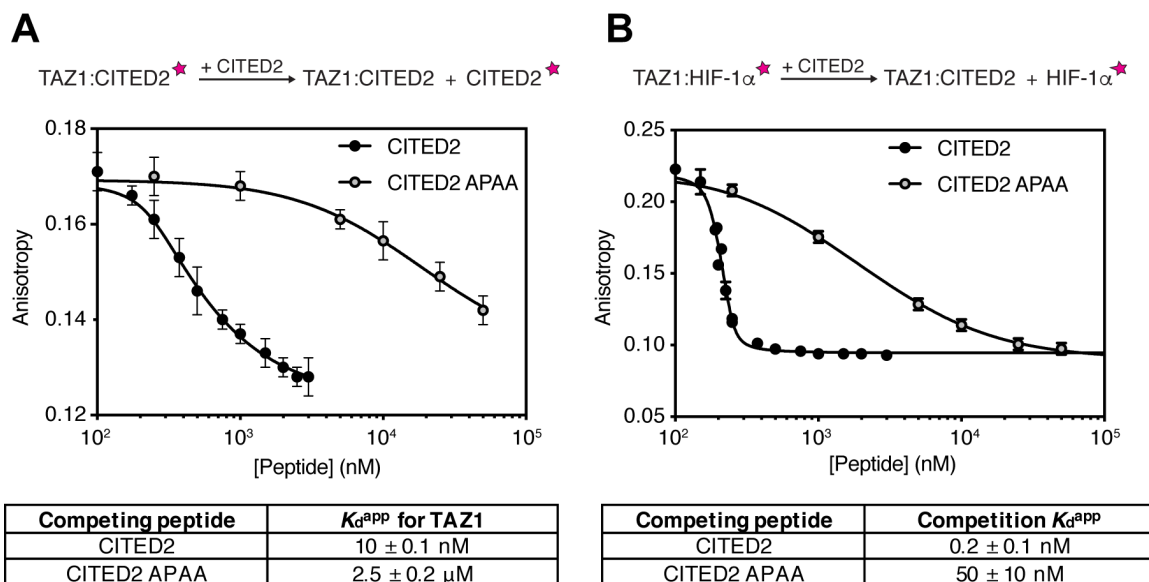 A
TAZ1:CITED2 + CITED2 TAZ1:CITED2 + CITED2
0.18
0.16
0.14
0.12
Anisotropy
CITED2
CITED2 APAA
10² 10³ 10⁴ 10⁵
[Peptide] (nM)
Competing peptide Kdᵃᵖᵖ for TAZ1
CITED2 10 ± 0.1 nM
CITED2 APAA 2.5 ± 0.2 µM
B
TAZ1:HIF-1α + CITED2 TAZ1:CITED2 + HIF-1α
0.25
0.20
0.15
0.10
0.05
Anisotropy
CITED2
CITED2 APAA
10² 10³ 10⁴ 10⁵
[Peptide] (nM)
Competing peptide Competition Kdᵃᵖᵖ
CITED2 0.2 ± 0.1 nM
CITED2 APAA 50 ± 10 nM